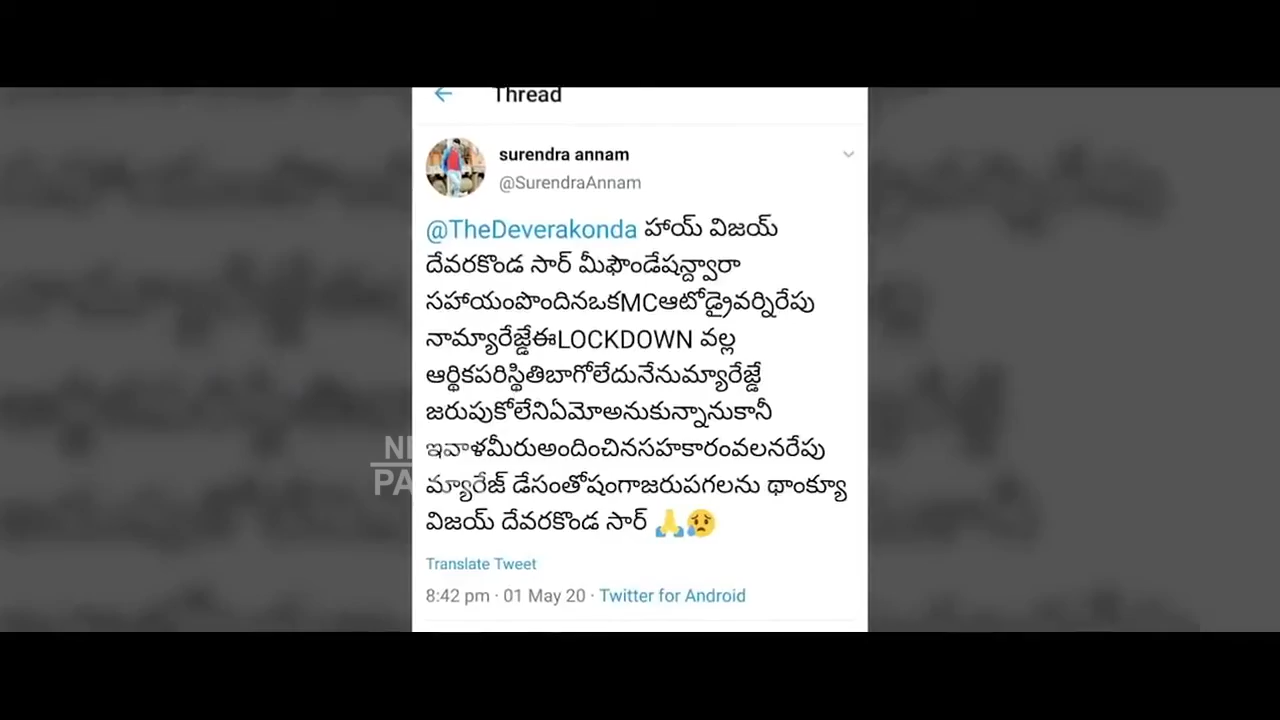 Thread
surendra annam
@SurendraAnnam
@TheDeverakonda హాయ్ విజయ్
దేవరకొండ సార్ మీఫౌండేషన్ద్వారా
సహాయంపొందినఒకMCఆటోడ్రైవర్నిరేపు
నామ్యారేజ్డేఈLOCKDOWN వల్ల
ఆర్థికపరిస్థితిబాగోలేదునేనుమ్యారేజ్డే
జరుపుకోలేనిఏమోఅనుకున్నానుకానీ
ఇవాళమీరుఅందించినసహకారంవలనరేపు
మ్యారేజ్ డేసంతోషంగాజరుపగలను థాంక్యూ
విజయ్ దేవరకొండ సార్ 🙏😥
Translate Tweet
8:42 pm · 01 May 20 · Twitter for Android